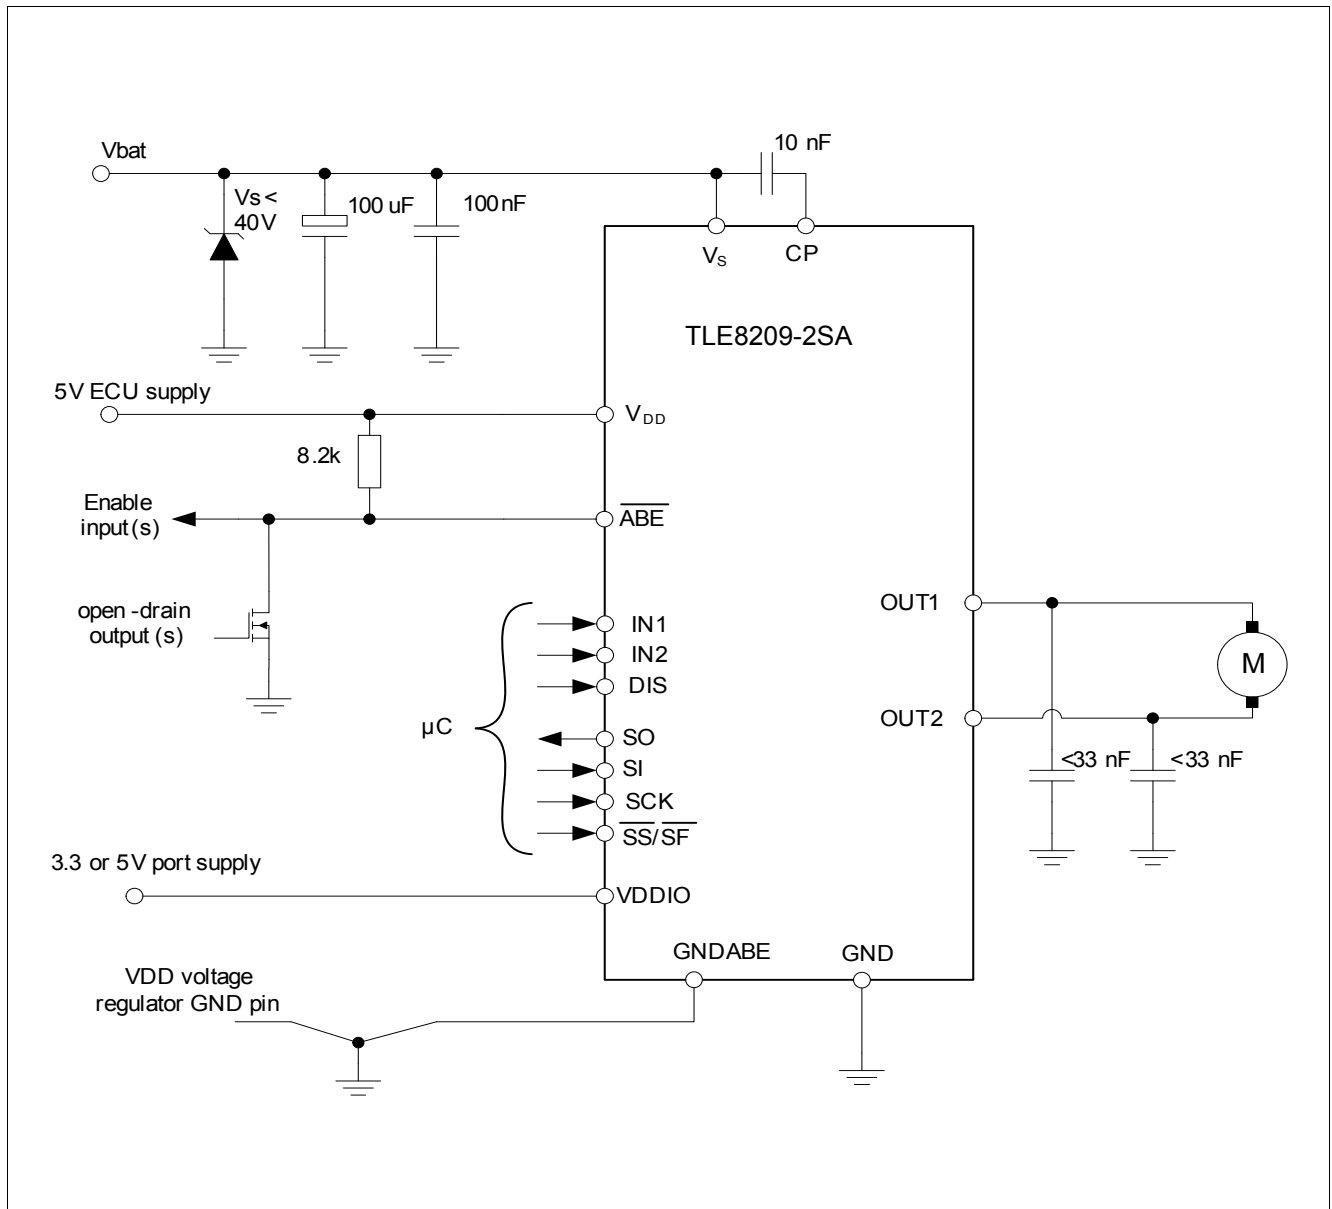 Vbat
10 nF
Vs <
40V
100 uF
100nF
VS
CP
TLE8209-2SA
5V ECU supply
VDD
8.2k
Enable
input(s)
ABE
open-drain
output(s)
OUT1
IN1
IN2
DIS
M
µC
OUT2
SO
SI
SCK
SS/SF
<33 nF
<33 nF
3.3 or 5V port supply
VDDIO
GNDABE
GND
VDD voltage
regulator GND pin